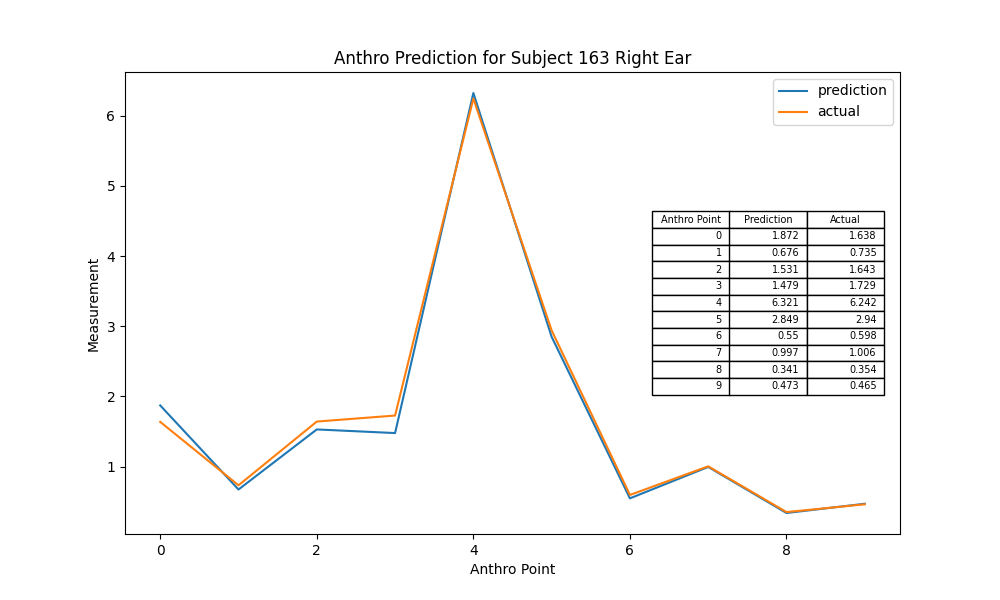 Anthro Prediction for Subject 163 Right Ear
prediction
actual
6
5
4
3
2
1
Measurement
Anthro Point Prediction Actual
0 1.872 1.638
1 0.676 0.735
2 1.531 1.643
3 1.479 1.729
4 6.321 6.242
5 2.849 2.94
6 0.55 0.598
7 0.997 1.006
8 0.341 0.354
9 0.473 0.465
0 2 4 6 8
Anthro Point